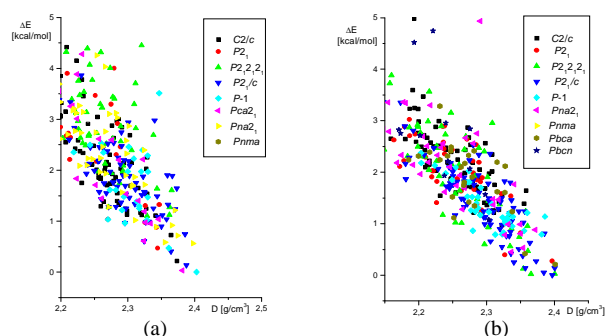 ΔE
[kcal/mol]
5
4
3
2
1
0
2,2
2,3
2,4
2,5
D [g/cm³]
C2/c
P2₁
P2₁2₁2₁
P2₁/c
P-1
Pca2₁
Pna2₁
Pnma
(a)
ΔE
[kcal/mol]
5
4
3
2
1
0
2,2
2,3
2,4
D [g/cm³]
C2/c
P2₁
P2₁2₁2₁
P2₁/c
P-1
Pna2₁
Pnma
Pbca
Pbcn
(b)